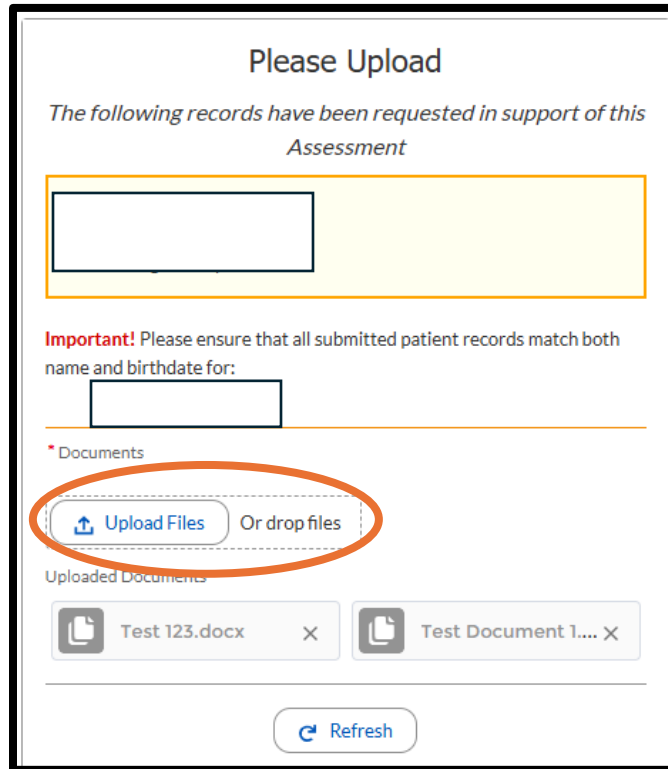 Please Upload
The following records have been requested in support of this
Assessment
Important! Please ensure that all submitted patient records match both
name and birthdate for:
* Documents
Upload Files Or drop files
Uploaded Documents
Test 123.docx Test Document 1....
Refresh